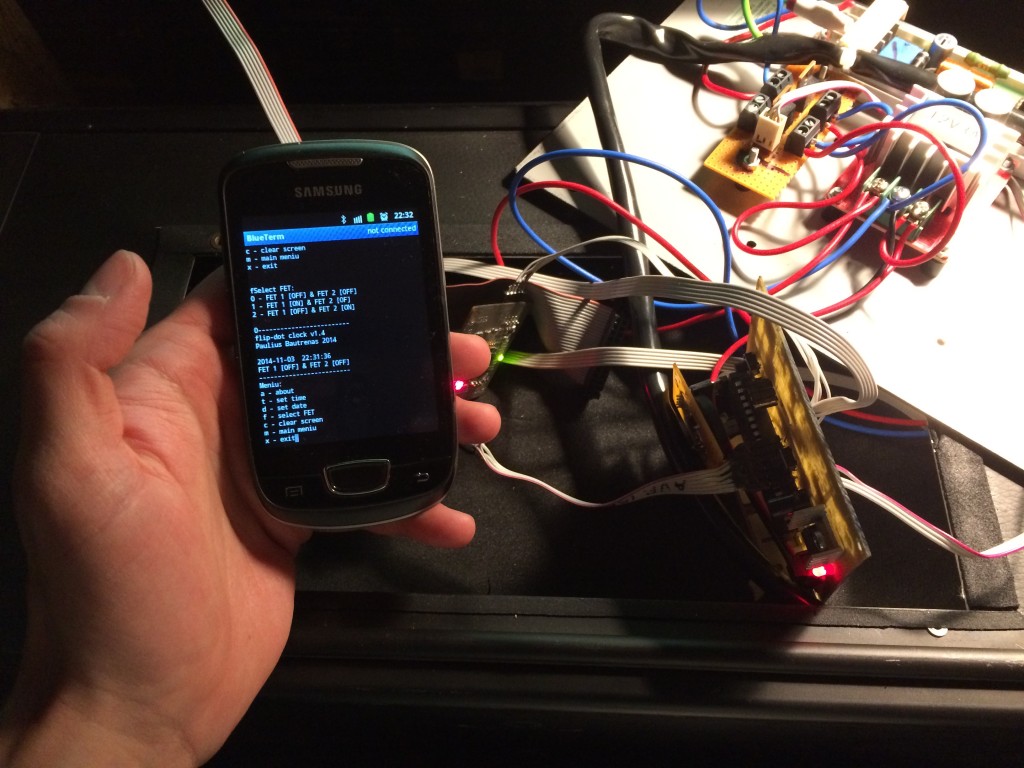 SAMSUNG
22:32
BlueTerm not connected
c - clear screen
m - main meniu
x - exit
fSelect FET:
0 - FET 1 [OFF] & FET 2 [OFF]
1 - FET 1 [ON] & FET 2 [OF]
2 - FET 1 [OFF] & FET 2 [ON]
0-------------------------
flip-dot clock v1.4
Paulius Bautrenas 2014
2014-11-03 22:31:36
FET 1 [OFF] & FET 2 [OFF]
-------------------------
Meniu:
a - about
t - set time
d - set date
f - select FET
c - clear screen
m - main meniu
x - exit
12V